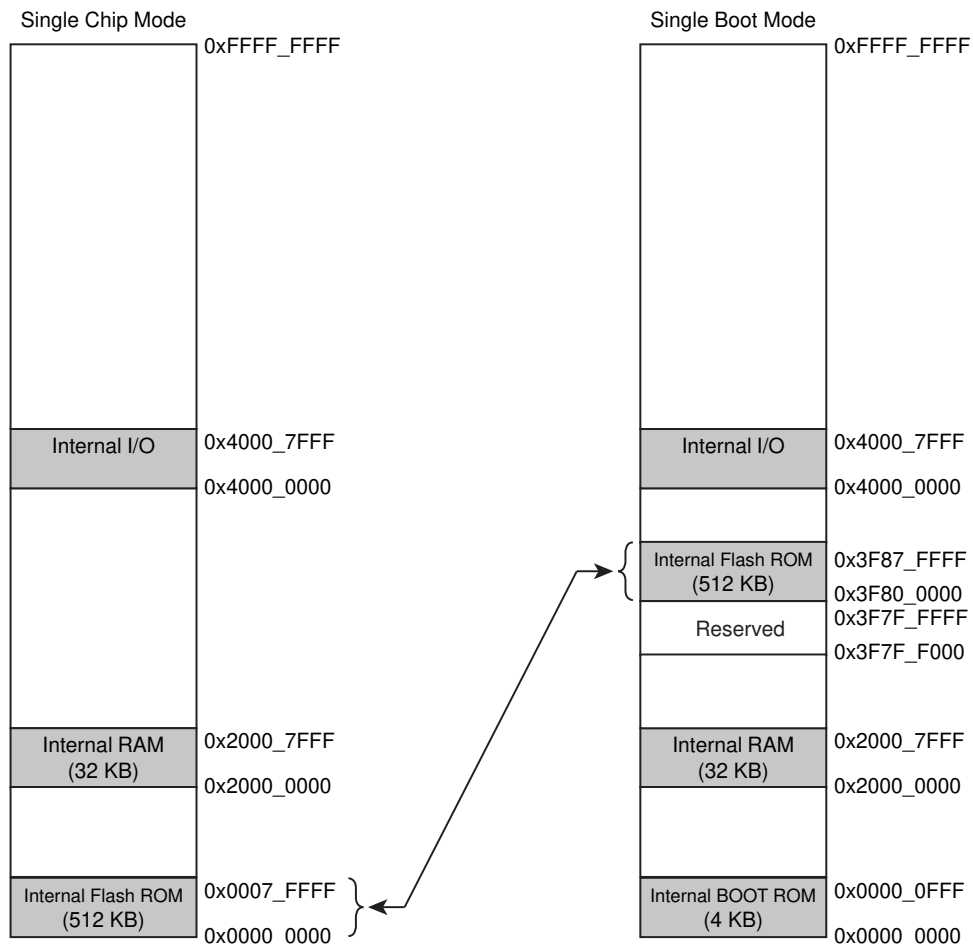 Single Chip Mode
0xFFFF_FFFF
Internal I/O
0x4000_7FFF
0x4000_0000
Internal RAM
(32 KB)
0x2000_7FFF
0x2000_0000
Internal Flash ROM
(512 KB)
0x0007_FFFF
0x0000_0000
Single Boot Mode
0xFFFF_FFFF
Internal I/O
0x4000_7FFF
0x4000_0000
Internal Flash ROM
(512 KB)
0x3F87_FFFF
0x3F80_0000
Reserved
0x3F7F_FFFF
0x3F7F_F000
Internal RAM
(32 KB)
0x2000_7FFF
0x2000_0000
Internal BOOT ROM
(4 KB)
0x0000_0FFF
0x0000_0000